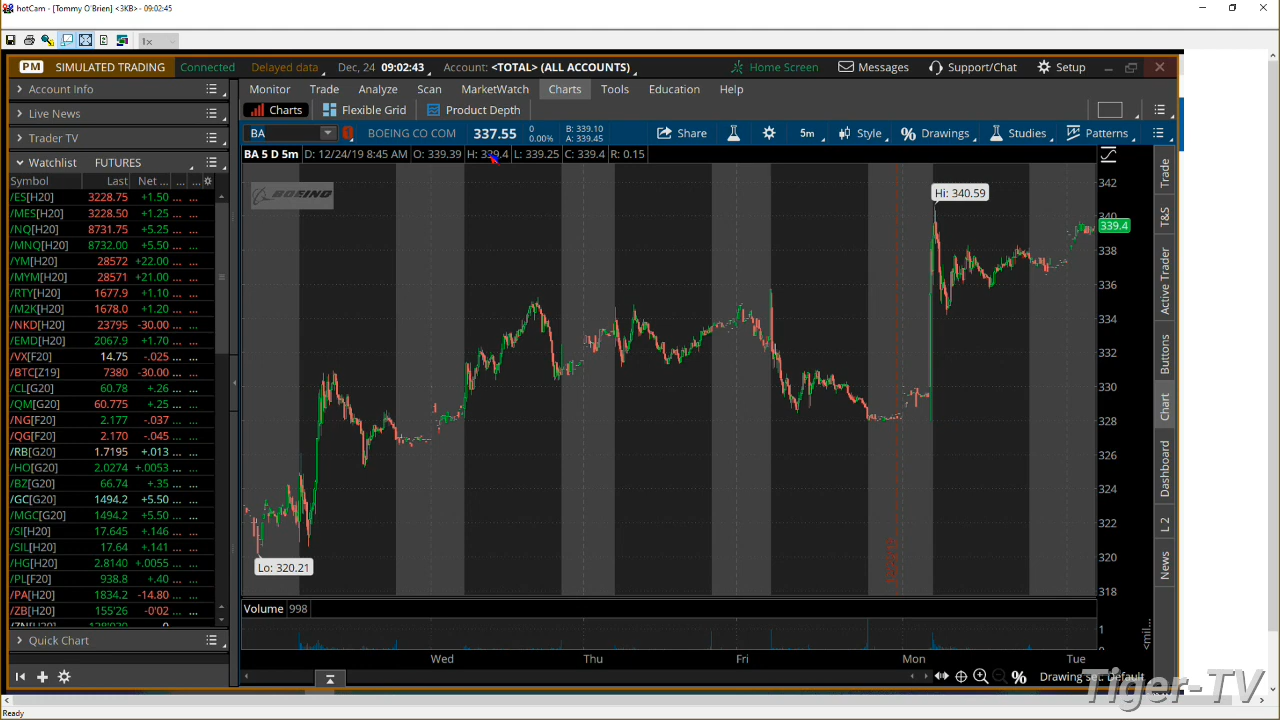 hotCam - [Tommy O'Brien] <3KB> - 09:02:45
1x
PM SIMULATED TRADING Connected Delayed data Dec, 24 09:02:43 Account: <TOTAL> (ALL ACCOUNTS) Home Screen Messages Support/Chat Setup
Account Info
Live News
Trader TV
Watchlist FUTURES
Symbol Last Net ... ... ...
/ES[H20] 3228.75 +1.50 ... ...
/MES[H20] 3228.50 +1.25 ... ...
/NQ[H20] 8731.75 +5.25 ... ...
/MNQ[H20] 8732.00 +5.50 ... ...
/YM[H20] 28572 +22.00 ... ...
/MYM[H20] 28571 +21.00 ... ...
/RTY[H20] 1677.9 +1.10 ... ...
/M2K[H20] 1678.0 +1.20 ... ...
/NKD[H20] 23795 -30.00 ... ...
/EMD[H20] 2067.9 +1.70 ... ...
/VX[F20] 14.75 -.025 ... ...
/BTC[Z19] 7380 -30.00 ... ...
/CL[G20] 60.78 +.26 ... ...
/QM[G20] 60.775 +.25 ... ...
/NG[F20] 2.177 -.037 ... ...
/QG[F20] 2.170 -.045 ... ...
/RB[G20] 1.7195 +.013 ... ...
/HO[G20] 2.0274 +.0053 ... ...
/BZ[G20] 66.74 +.35 ... ...
/GC[G20] 1494.2 +5.50 ... ...
/MGC[G20] 1494.2 +5.50 ... ...
/SI[H20] 17.645 +.146 ... ...
/SIL[H20] 17.64 +.141 ... ...
/HG[H20] 2.8140 +.0055 ... ...
/PL[F20] 938.8 +.40 ... ...
/PA[H20] 1834.2 -14.80 ... ...
/ZB[H20] 155'26 -0'02 ... ...
Quick Chart
Monitor Trade Analyze Scan MarketWatch Charts Tools Education Help
Charts Flexible Grid Product Depth
BA BOEING CO COM 337.55 0.00% B: 339.10 A: 339.45 Share 5m Style Drawings Studies Patterns
BA 5 D 5m D: 12/24/19 8:45 AM O: 339.39 H: 339.4 L: 339.25 C: 339.4 R: 0.15
BOEING
Hi: 340.59
Lo: 320.21
342
340
339.4
338
336
334
332
330
328
326
324
322
320
318
Volume 998
1
0
<mil...
Wed Thu Fri Mon Tue
Drawing set: Default
Trade
T&S
Active Trader
Buttons
Chart
Dashboard
L 2
News
Tiger-TV
Ready